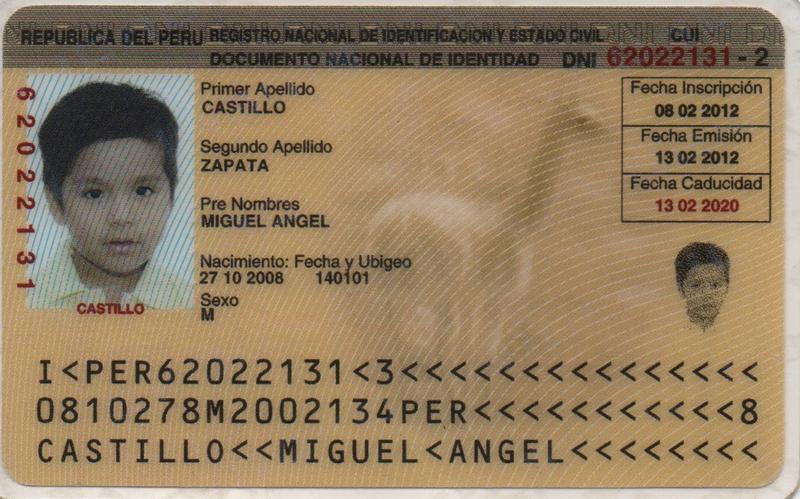 REPUBLICA DEL PERU REGISTRO NACIONAL DE IDENTIFICACION Y ESTADO CIVIL CUI
DOCUMENTO NACIONAL DE IDENTIDAD DNI 62022131 - 2
62022131
Primer Apellido
CASTILLO
Segundo Apellido
ZAPATA
Pre Nombres
MIGUEL ANGEL
Nacimiento: Fecha y Ubigeo
27 10 2008 140101
Sexo
M
CASTILLO
Fecha Inscripción
08 02 2012
Fecha Emisión
13 02 2012
Fecha Caducidad
13 02 2020
I<PER62022131<3<<<<<<<<<<<<<<<
0810278M2002134PER<<<<<<<<<<<8
CASTILLO<<MIGUEL<ANGEL<<<<<<<<